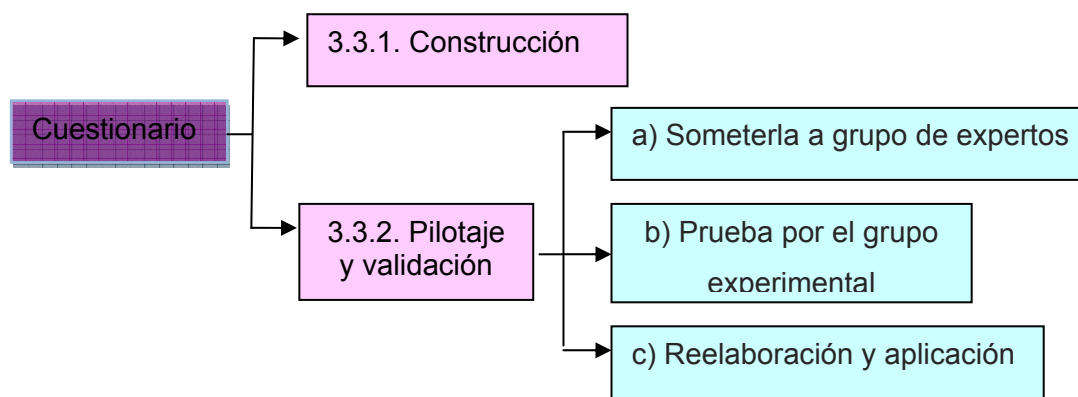 3.3.1. Construcción
Cuestionario
a) Someterla a grupo de expertos
3.3.2. Pilotaje
y validación
b) Prueba por el grupo
experimental
c) Reelaboración y aplicación